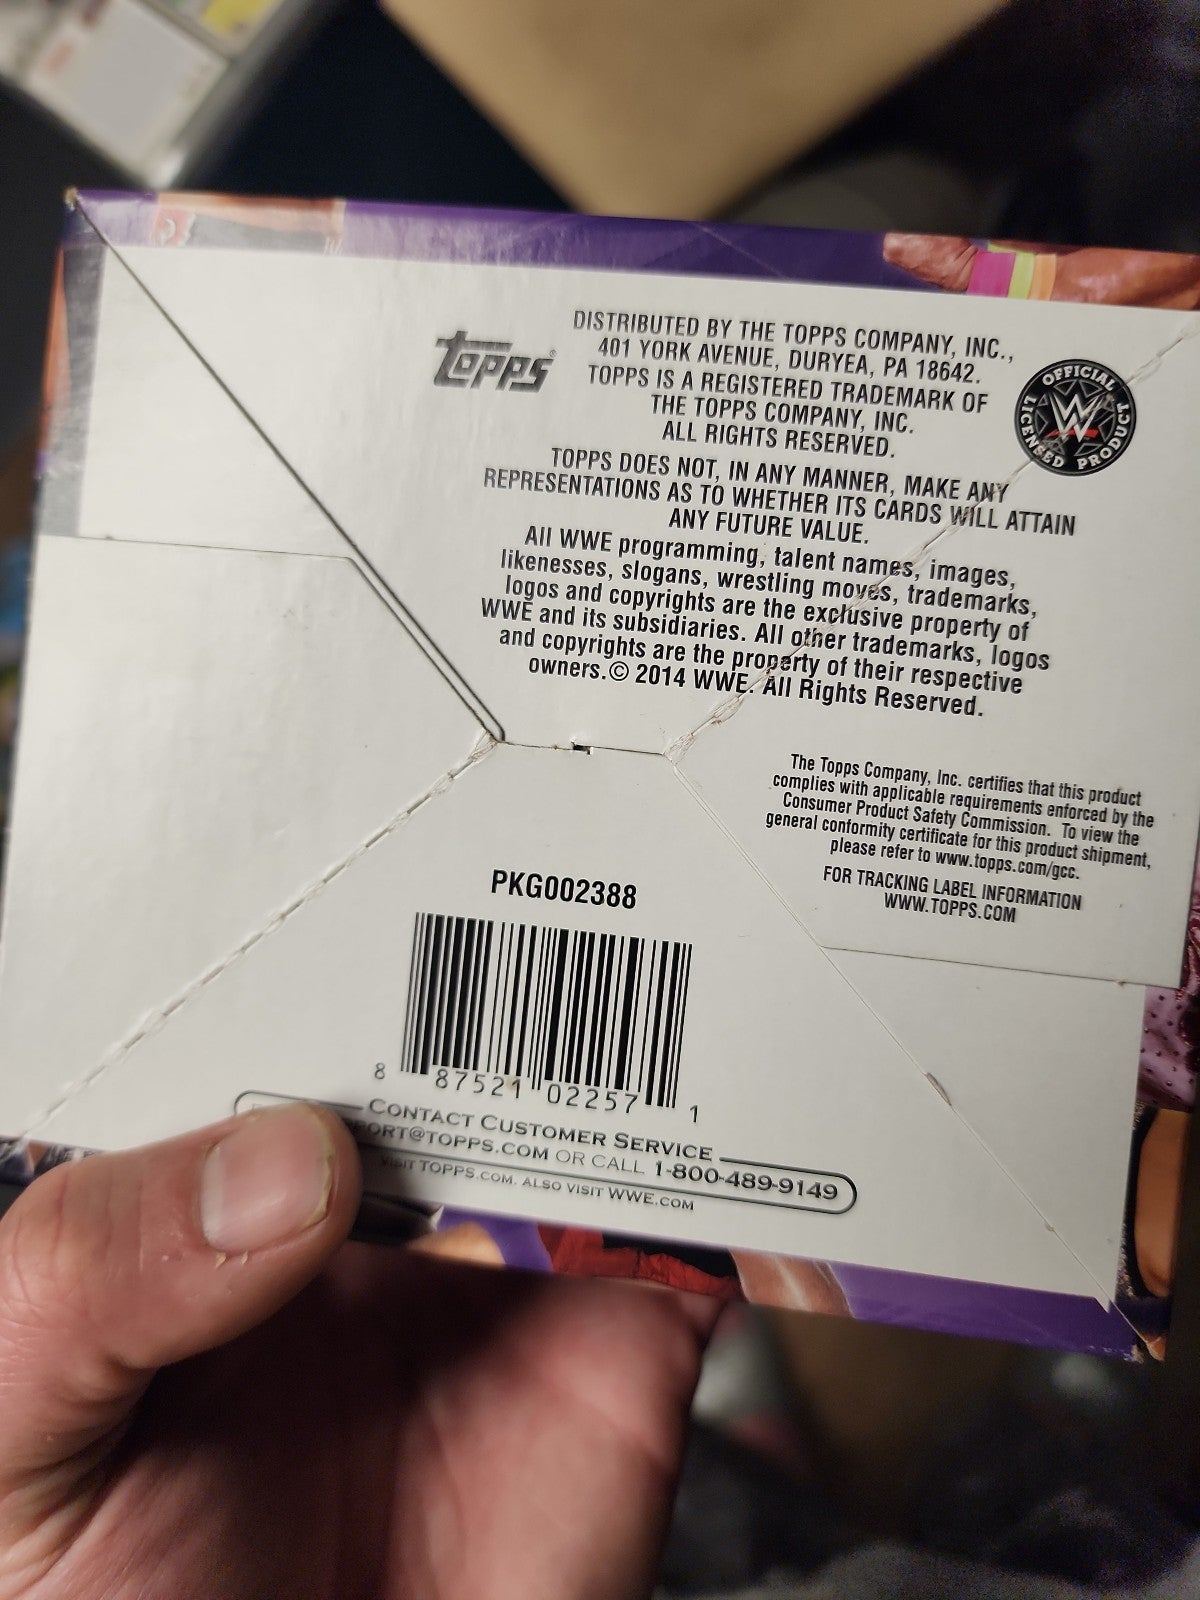 topps®
DISTRIBUTED BY THE TOPPS COMPANY, INC.,
401 YORK AVENUE, DURYEA, PA 18642.
TOPPS IS A REGISTERED TRADEMARK OF
THE TOPPS COMPANY, INC.
ALL RIGHTS RESERVED.
OFFICIAL
W
LICENSED PRODUCT
TOPPS DOES NOT, IN ANY MANNER, MAKE ANY
REPRESENTATIONS AS TO WHETHER ITS CARDS WILL ATTAIN
ANY FUTURE VALUE.
All WWE programming, talent names, images,
likenesses, slogans, wrestling moves, trademarks,
logos and copyrights are the exclusive property of
WWE and its subsidiaries. All other trademarks, logos
and copyrights are the property of their respective
owners.© 2014 WWE. All Rights Reserved.
The Topps Company, Inc. certifies that this product
complies with applicable requirements enforced by the
Consumer Product Safety Commission. To view the
general conformity certificate for this product shipment,
please refer to www.topps.com/gcc.
FOR TRACKING LABEL INFORMATION
WWW.TOPPS.COM
PKG002388
8 87521 02257 1
CONTACT CUSTOMER SERVICE
PORT@TOPPS.COM OR CALL 1-800-489-9149
VISIT TOPPS.COM. ALSO VISIT WWE.COM